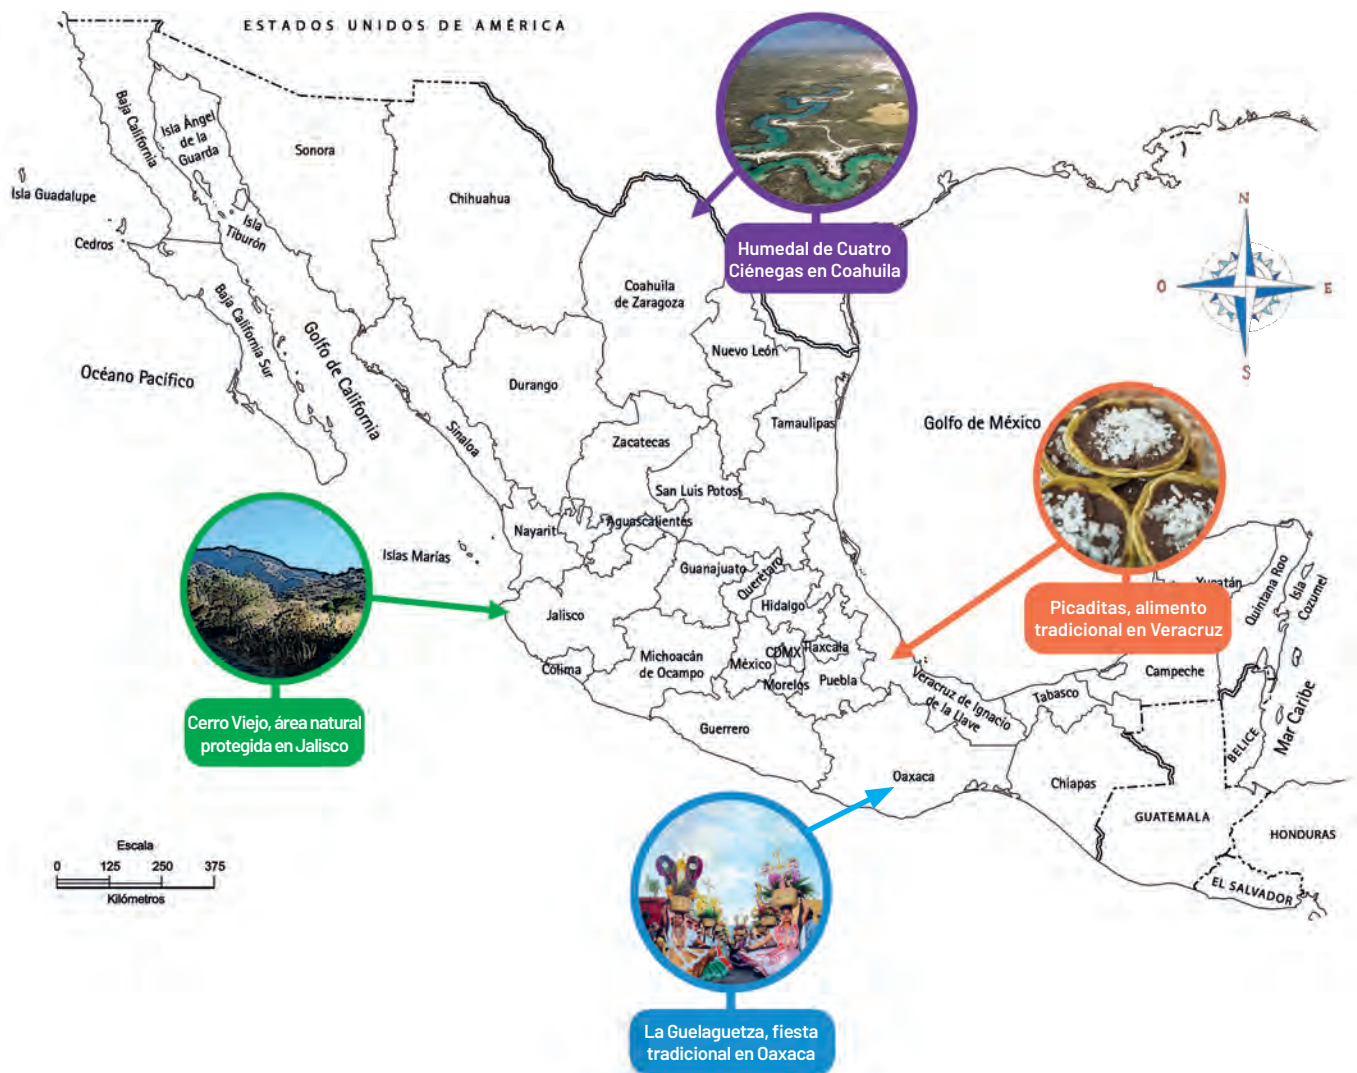 ESTADOS UNIDOS DE AMÉRICA
Baja California
Isla Ángel
de la
Guarda
Sonora
Chihuahua
Isla Guadalupe
Cedros
Isla
Tiburón
Humedal de Cuatro
Ciénegas en Coahuila
N
O
E
S
Coahuila
de Zaragoza
Baja California Sur
Golfo de California
Océano Pacífico
Nuevo León
Durango
Sinaloa
Zacatecas
Tamaulipas
Golfo de México
San Luis Potosí
Nayarit
Aguascalientes
Islas Marías
Guanajuato
Querétaro
Hidalgo
Yucatán
Quintana Roo
Isla
Cozumel
Jalisco
Picaditas, alimento
tradicional en Veracruz
Colima
Michoacán
de Ocampo
México
CDMX
Tlaxcala
Morelos
Puebla
Veracruz de Ignacio
de la Llave
Tabasco
Campeche
Cerro Viejo, área natural
protegida en Jalisco
Guerrero
BELICE
Mar Caribe
Oaxaca
Chiapas
GUATEMALA
HONDURAS
EL SALVADOR
Escala
0 125 250 375
Kilómetros
La Guelaguetza, fiesta
tradicional en Oaxaca